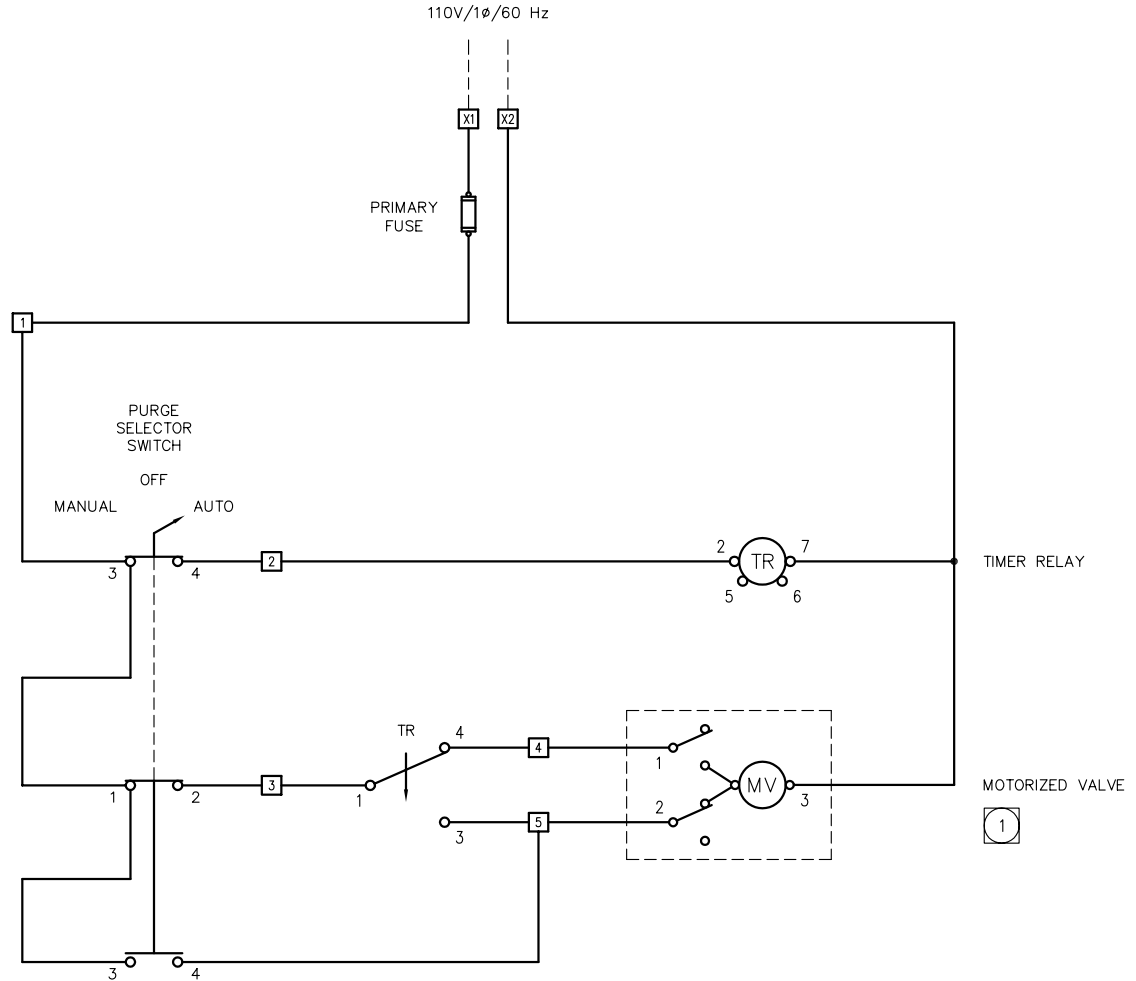 110V/1ø/60 Hz
X1
X2
PRIMARY
FUSE
1
PURGE
SELECTOR
SWITCH
OFF
MANUAL
AUTO
3
4
2
2
TR
7
5
6
TIMER RELAY
TR
4
4
1
1
2
3
1
3
5
2
MV
3
MOTORIZED VALVE
1
3
4